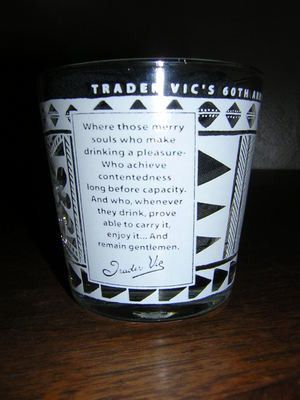 TRADER VIC'S 60TH
Where those merry
souls who make
drinking a pleasure-
Who achieve
contentedness
long before capacity.
And who, whenever
they drink, prove
able to carry it,
enjoy it... And
remain gentlemen.
Trader Vic